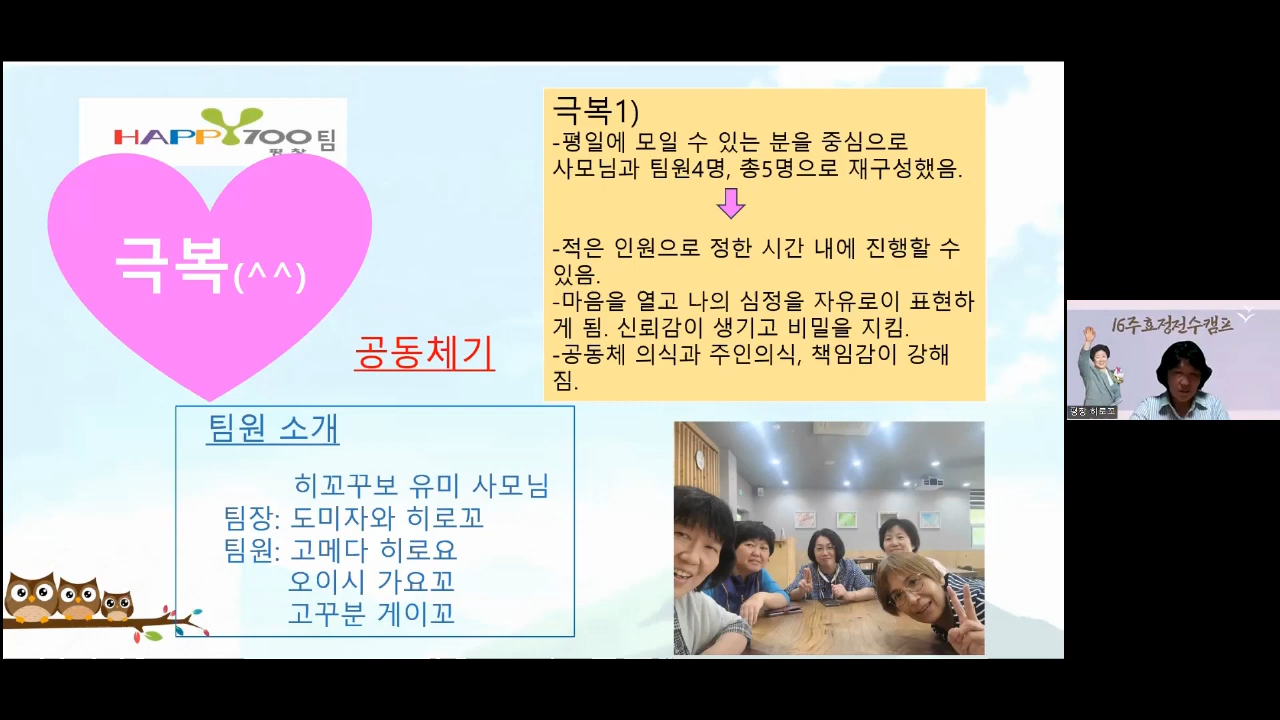 HAPPY700팀
평창
극복(^^)
공동체기
극복1)
-평일에 모일 수 있는 분을 중심으로
사모님과 팀원4명, 총5명으로 재구성했음.
-적은 인원으로 정한 시간 내에 진행할 수
있음.
-마음을 열고 나의 심정을 자유로이 표현하
게 됨. 신뢰감이 생기고 비밀을 지킴.
-공동체 의식과 주인의식, 책임감이 강해
짐.
팀원 소개
히꼬꾸보 유미 사모님
팀장: 도미자와 히로꼬
팀원: 고메다 히로요
오이시 가요꼬
고꾸분 게이꼬
16주효정전수캠프
평창 히로꼬